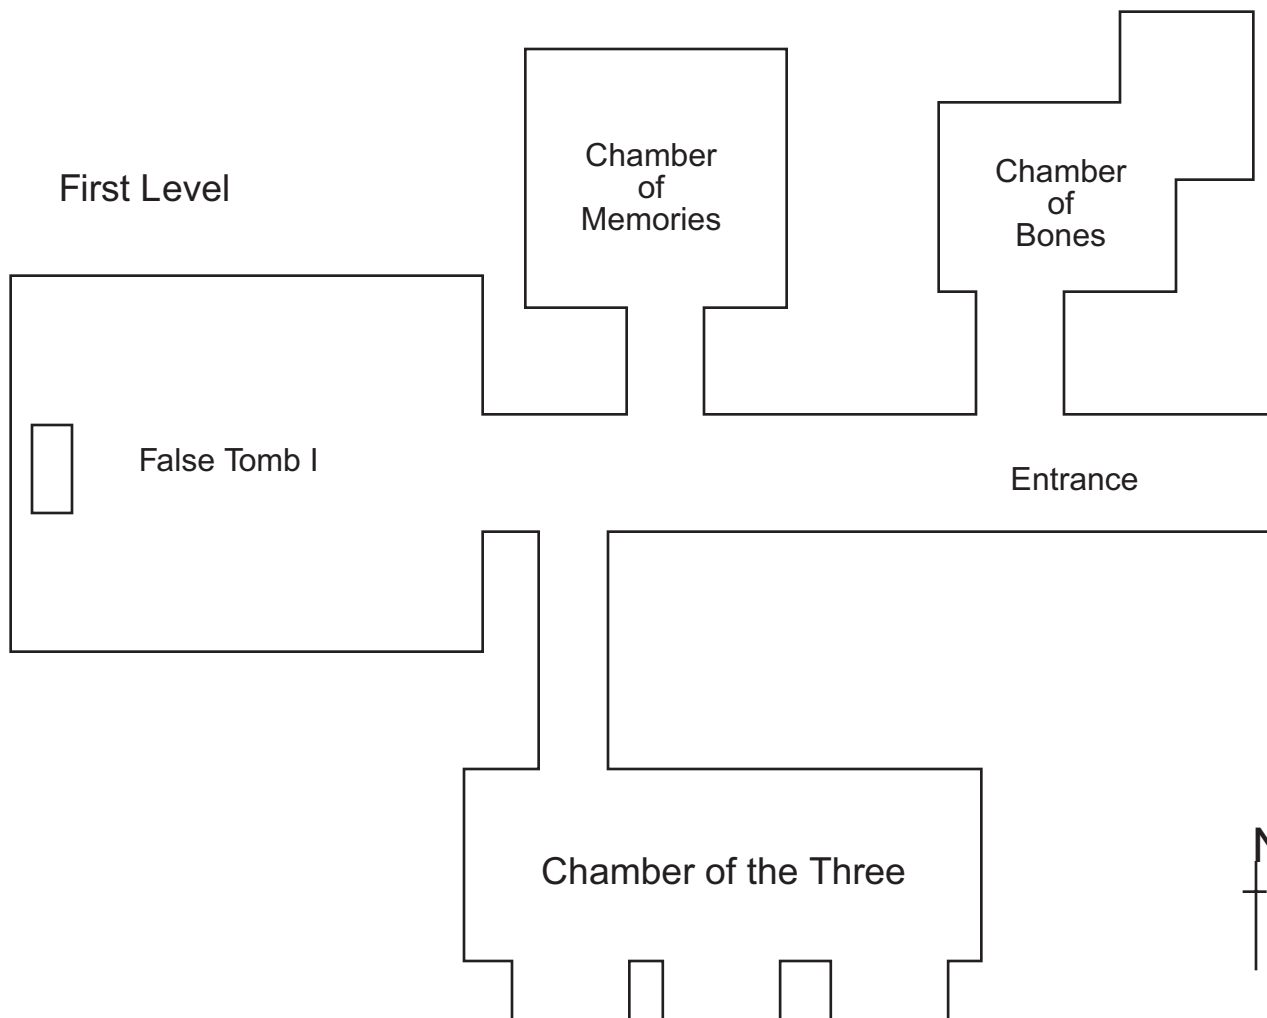 First Level
Chamber
of
Memories
Chamber
of
Bones
False Tomb I
Entrance
Chamber of the Three
N